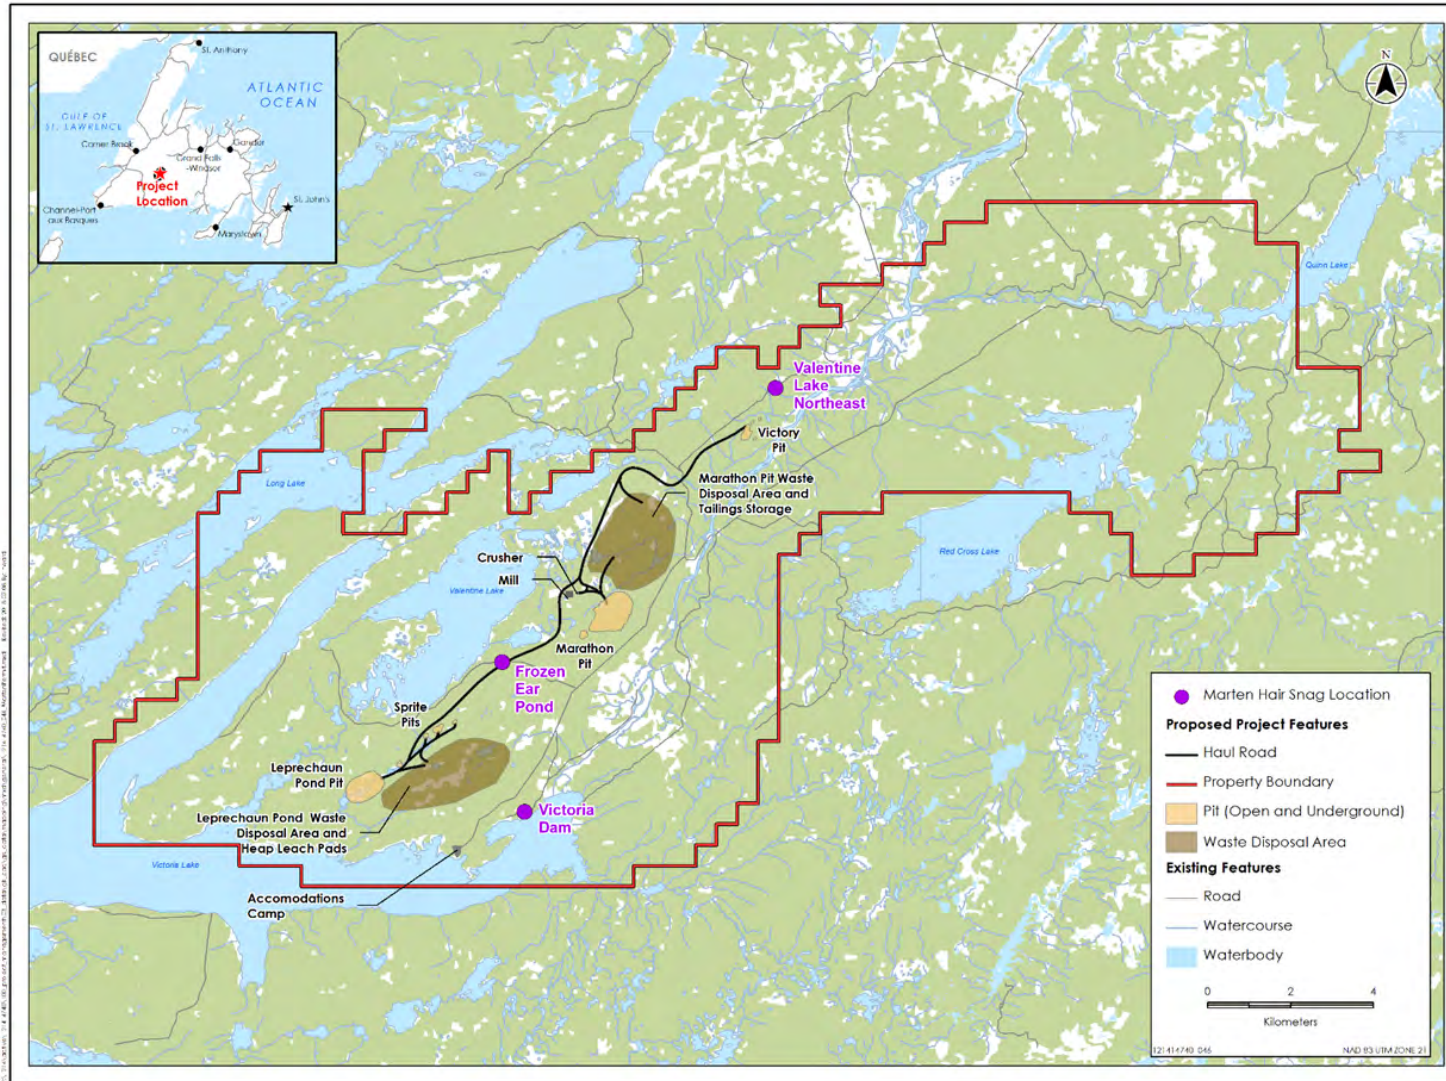 QUÉBEC
St. Anthony
ATLANTIC
OCEAN
GULF OF
ST. LAWRENCE
Corner Brook
Gander
Grand Falls
-Windsor
Project
Location
St. John's
Channel-Port
aux Basques
Marystown
N
Quinn Lake
Valentine
Lake
Northeast
Victory
Pit
Long Lake
Marathon Pit Waste
Disposal Area and
Tailings Storage
Crusher
Mill
Red Cross Lake
Valentine Lake
Marathon
Pit
Frozen
Ear
Pond
Sprite
Pits
Leprechaun
Pond Pit
Leprechaun Pond Waste
Disposal Area and
Heap Leach Pads
Victoria
Dam
Victoria Lake
Accomodations
Camp
Marten Hair Snag Location
Proposed Project Features
Haul Road
Property Boundary
Pit (Open and Underground)
Waste Disposal Area
Existing Features
Road
Watercourse
Waterbody
0 2 4
Kilometers
121414740_046
NAD 83 UTM ZONE 21